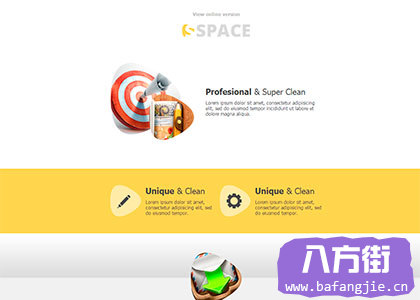 View online version
SPACE
Profesional & Super Clean
Lorem ipsum dolor sit amet, consectetur
adipisicing elit, sed do eiusmod tempor incididunt
ut labore dolore magna aliqua.
Unique & Clean
Lorem ipsum dolor sit
amet, consectetur
adipisicing elit, sed do
eiusmod tempor.
Unique & Clean
Lorem ipsum dolor sit
amet, consectetur
adipisicing elit, sed do
eiusmod tempor.
八方街
www.bafangjie.cn